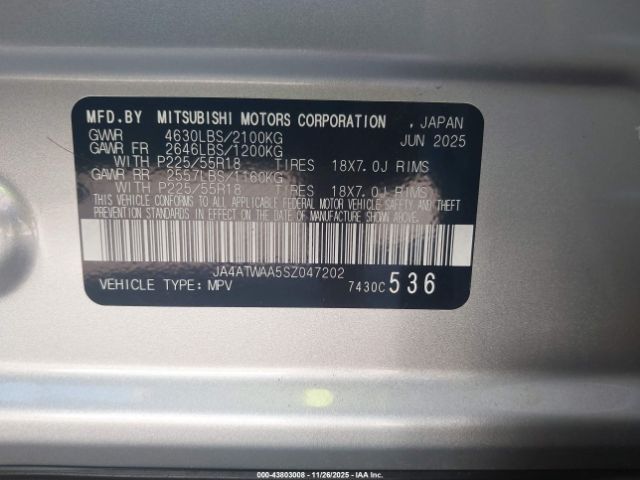 MFD.BY MITSUBISHI MOTORS CORPORATION , JAPAN
GVWR 4630LBS/2100KG JUN 2025
GAWR FR 2646LBS/1200KG
WITH P225/55R18 TIRES 18X7.0J RIMS
GAWR RR 2557LBS/1160KG
WITH P225/55R18 TIRES 18X7.0J RIMS
THIS VEHICLE CONFORMS TO ALL APPLICABLE FEDERAL MOTOR VEHICLE SAFETY AND THEFT
PREVENTION STANDARDS IN EFFECT ON THE DATE OF MANUFACTURE SHOWN ABOVE.
JA4ATWAA5SZ047202
VEHICLE TYPE: MPV 7430C 536
© #43803008 - 11/26/2025 - IAA Inc.